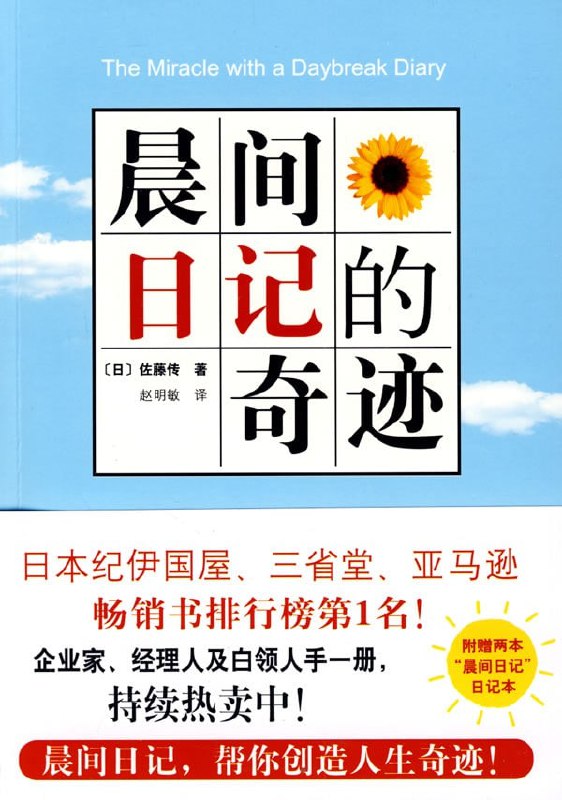 The Miracle with a Daybreak Diary
晨间
日记的
奇迹
〔日〕佐藤传 著
赵明敏 译
日本纪伊国屋、三省堂、亚马逊
畅销书排行榜第1名!
企业家、经理人及白领人手一册,
持续热卖中!
附赠两本
“晨间日记”
日记本
晨间日记,帮你创造人生奇迹!